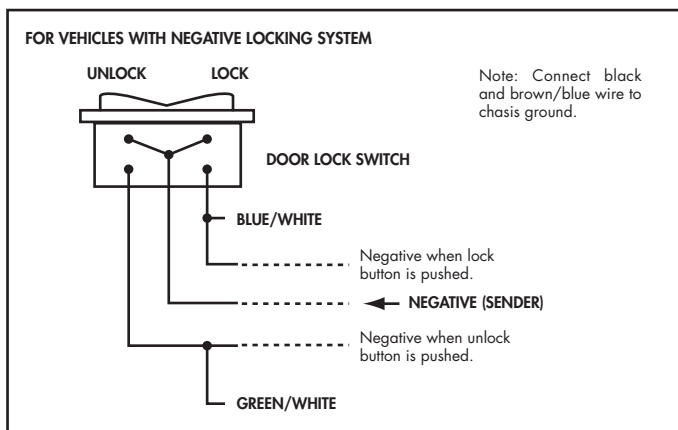 FOR VEHICLES WITH NEGATIVE LOCKING SYSTEM
UNLOCK LOCK
Note: Connect black
and brown/blue wire to
chasis ground.
DOOR LOCK SWITCH
BLUE/WHITE
Negative when lock
button is pushed.
NEGATIVE (SENDER)
Negative when unlock
button is pushed.
GREEN/WHITE